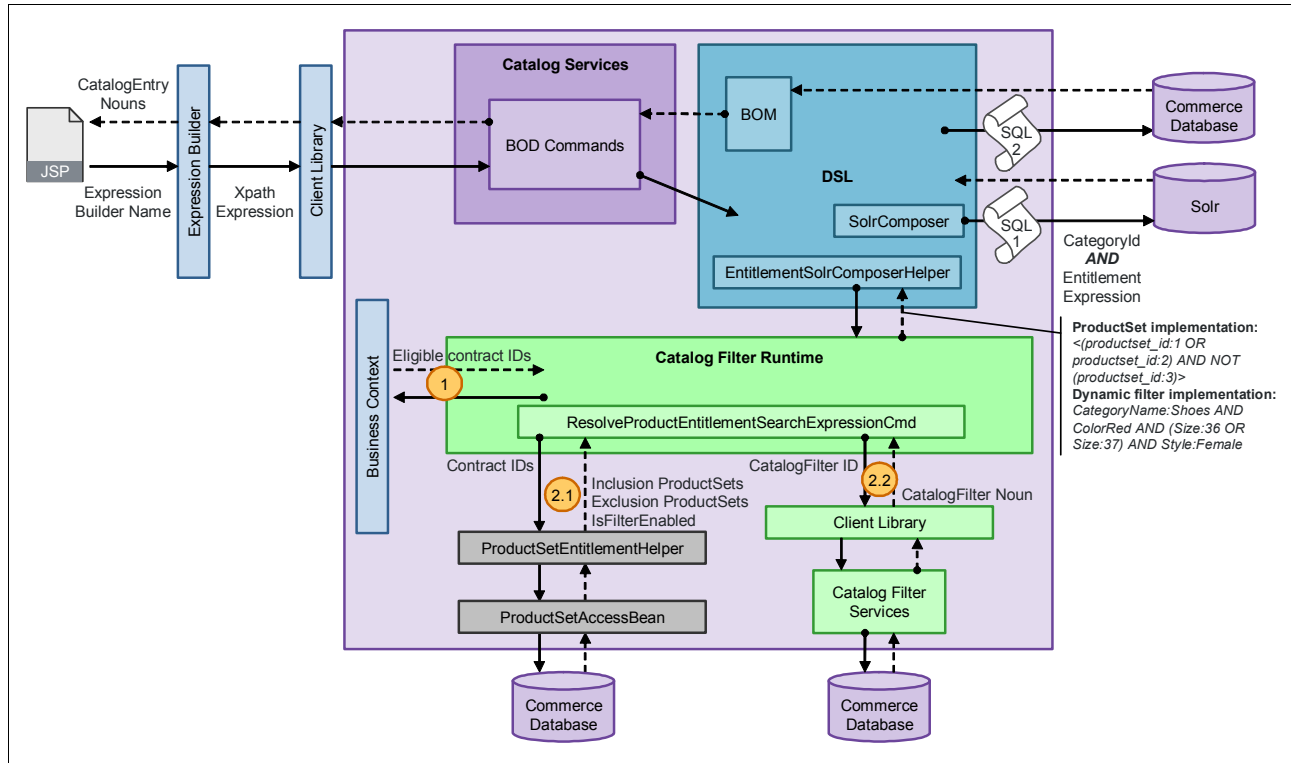 CatalogEntry
Nouns
JSP
Expression
Builder Name
Expression Builder
Xpath
Expression
Client Library
Catalog Services
BOD Commands
BOM
DSL
SolrComposer
EntitlementSolrComposerHelper
SQL
2
Commerce
Database
SQL
1
Solr
CategoryId
AND
Entitlement
Expression
ProductSet implementation:
<(productset_id:1 OR
productset_id:2) AND NOT
(productset_id:3)>
Dynamic filter implementation:
CategoryName:Shoes AND
ColorRed AND (Size:36 OR
Size:37) AND Style:Female
Business Context
Eligible contract IDs
1
Catalog Filter Runtime
ResolveProductEntitlementSearchExpressionCmd
Contract IDs
2.1
Inclusion ProductSets
Exclusion ProductSets
IsFilterEnabled
CatalogFilter ID
2.2
CatalogFilter Noun
ProductSetEntitlementHelper
ProductSetAccessBean
Commerce
Database
Client Library
Catalog Filter
Services
Commerce
Database